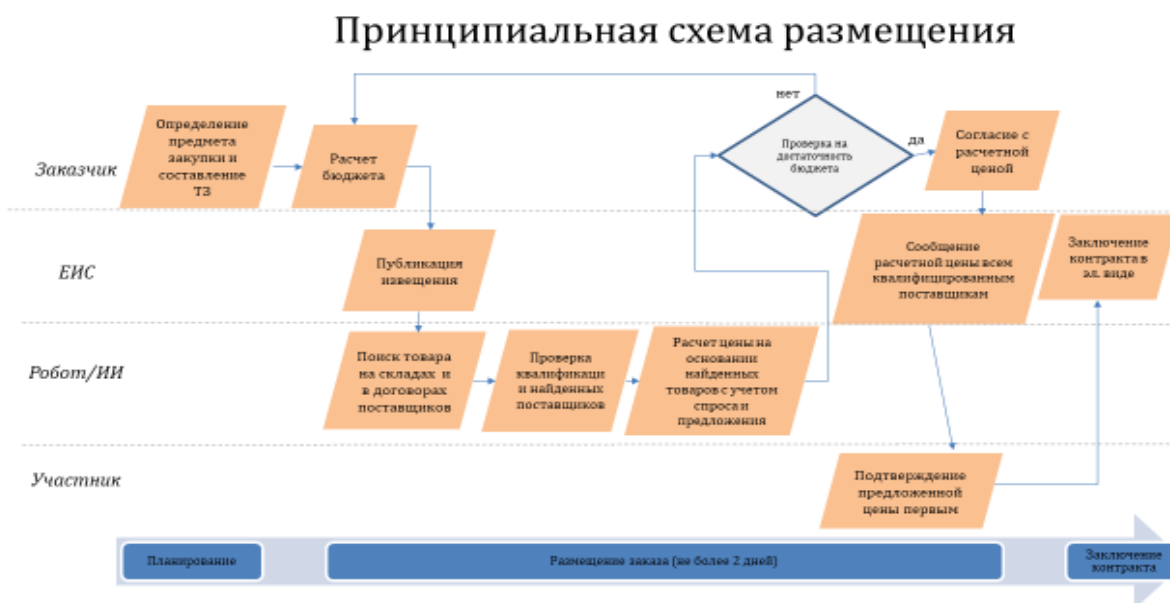 Принципиальная схема размещения
нет
Определение
предмета
закупки и
составление
ТЗ
Расчет
бюджета
Проверка на
достаточность
бюджета
да
Согласие с
расчетной
ценой
Заказчик
Сообщение
расчетной цены всем
квалифицированным
поставщикам
Заключение
контракта в
эл. виде
ЕИС
Публикация
извещения
Робот/ИИ
Поиск товара
на складах и
в договорах
поставщиков
Проверка
квалификаци
и найденных
поставщиков
Расчет цены на
основании
найденных
товаров с учетом
спроса и
предложения
Участник
Подтверждение
предложенной
цены первым
Планирование
Размещение заказа (не более 2 дней)
Заключение
контракта